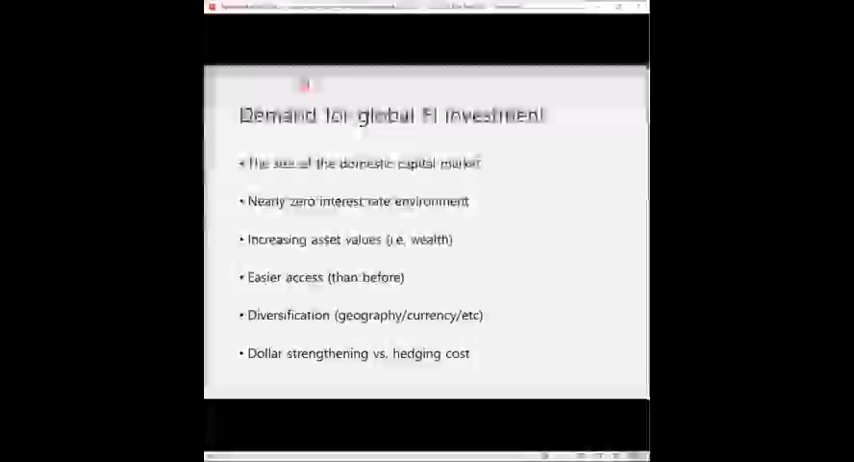 Demand for global FI investment
• The size of the domestic capital market
• Nearly zero interest rate environment
• Increasing asset values (i.e. wealth)
• Easier access (than before)
• Diversification (geography/currency/etc)
• Dollar strengthening vs. hedging cost